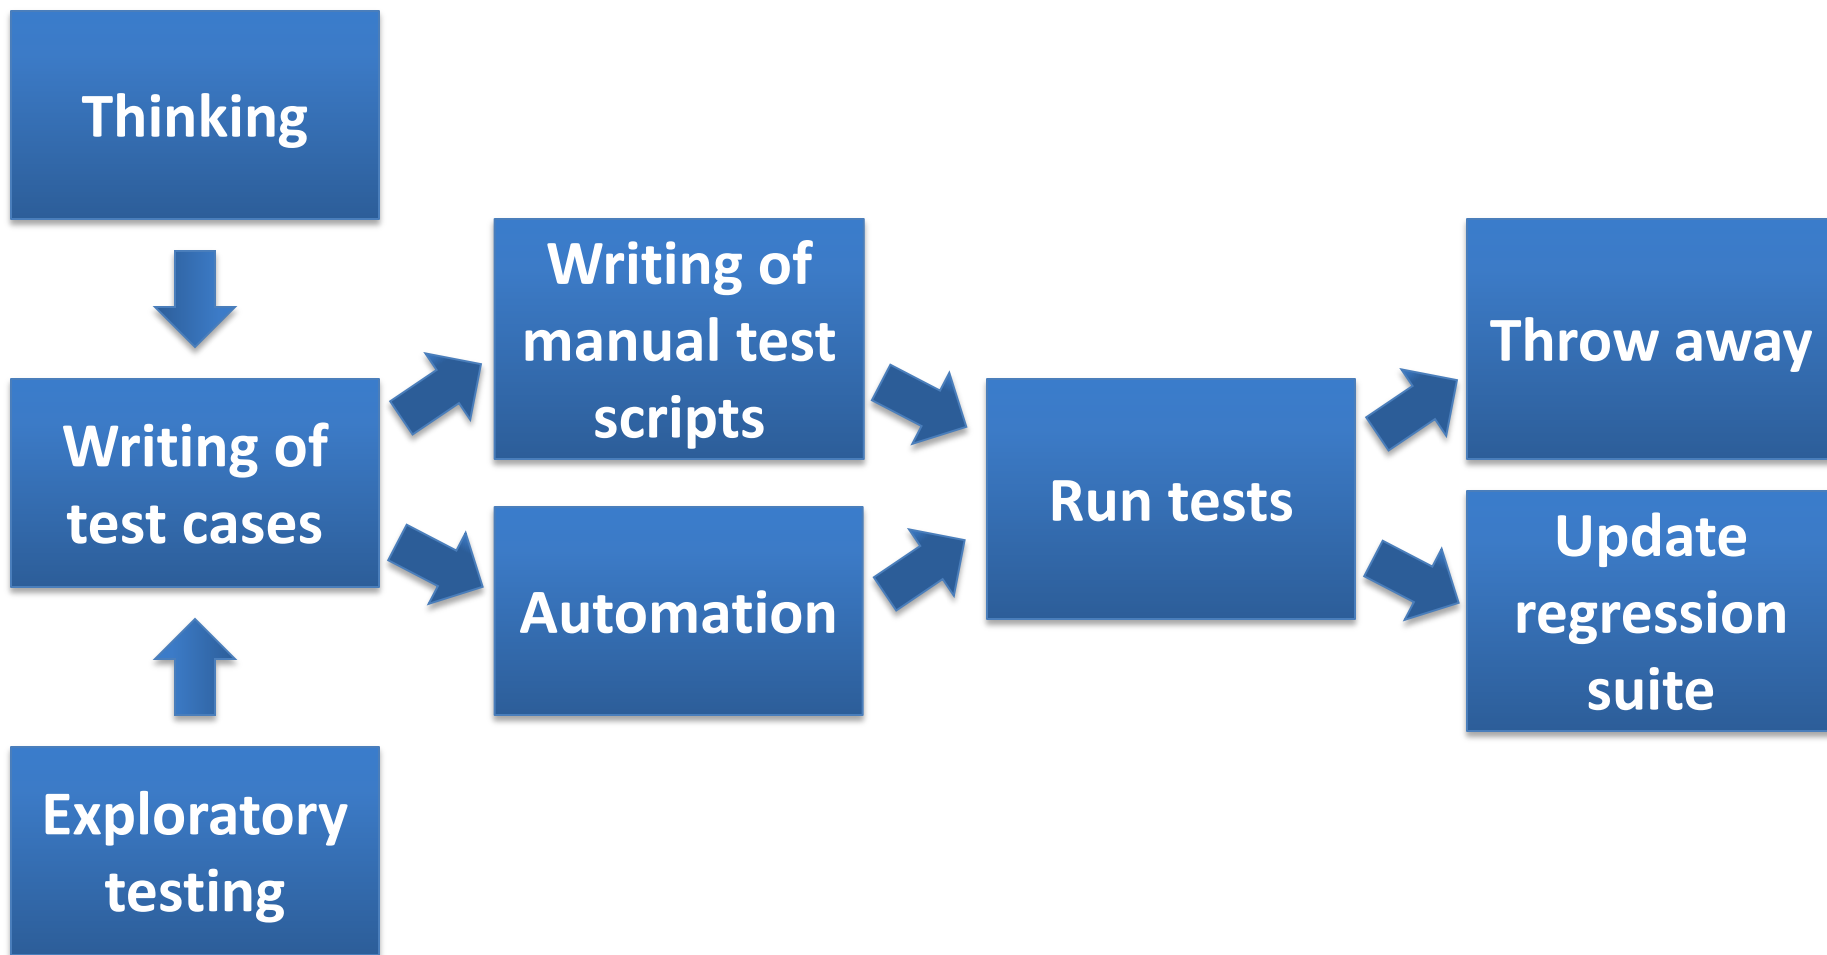 Thinking
Writing of
test cases
Exploratory
testing
Writing of
manual test
scripts
Automation
Run tests
Throw away
Update
regression
suite